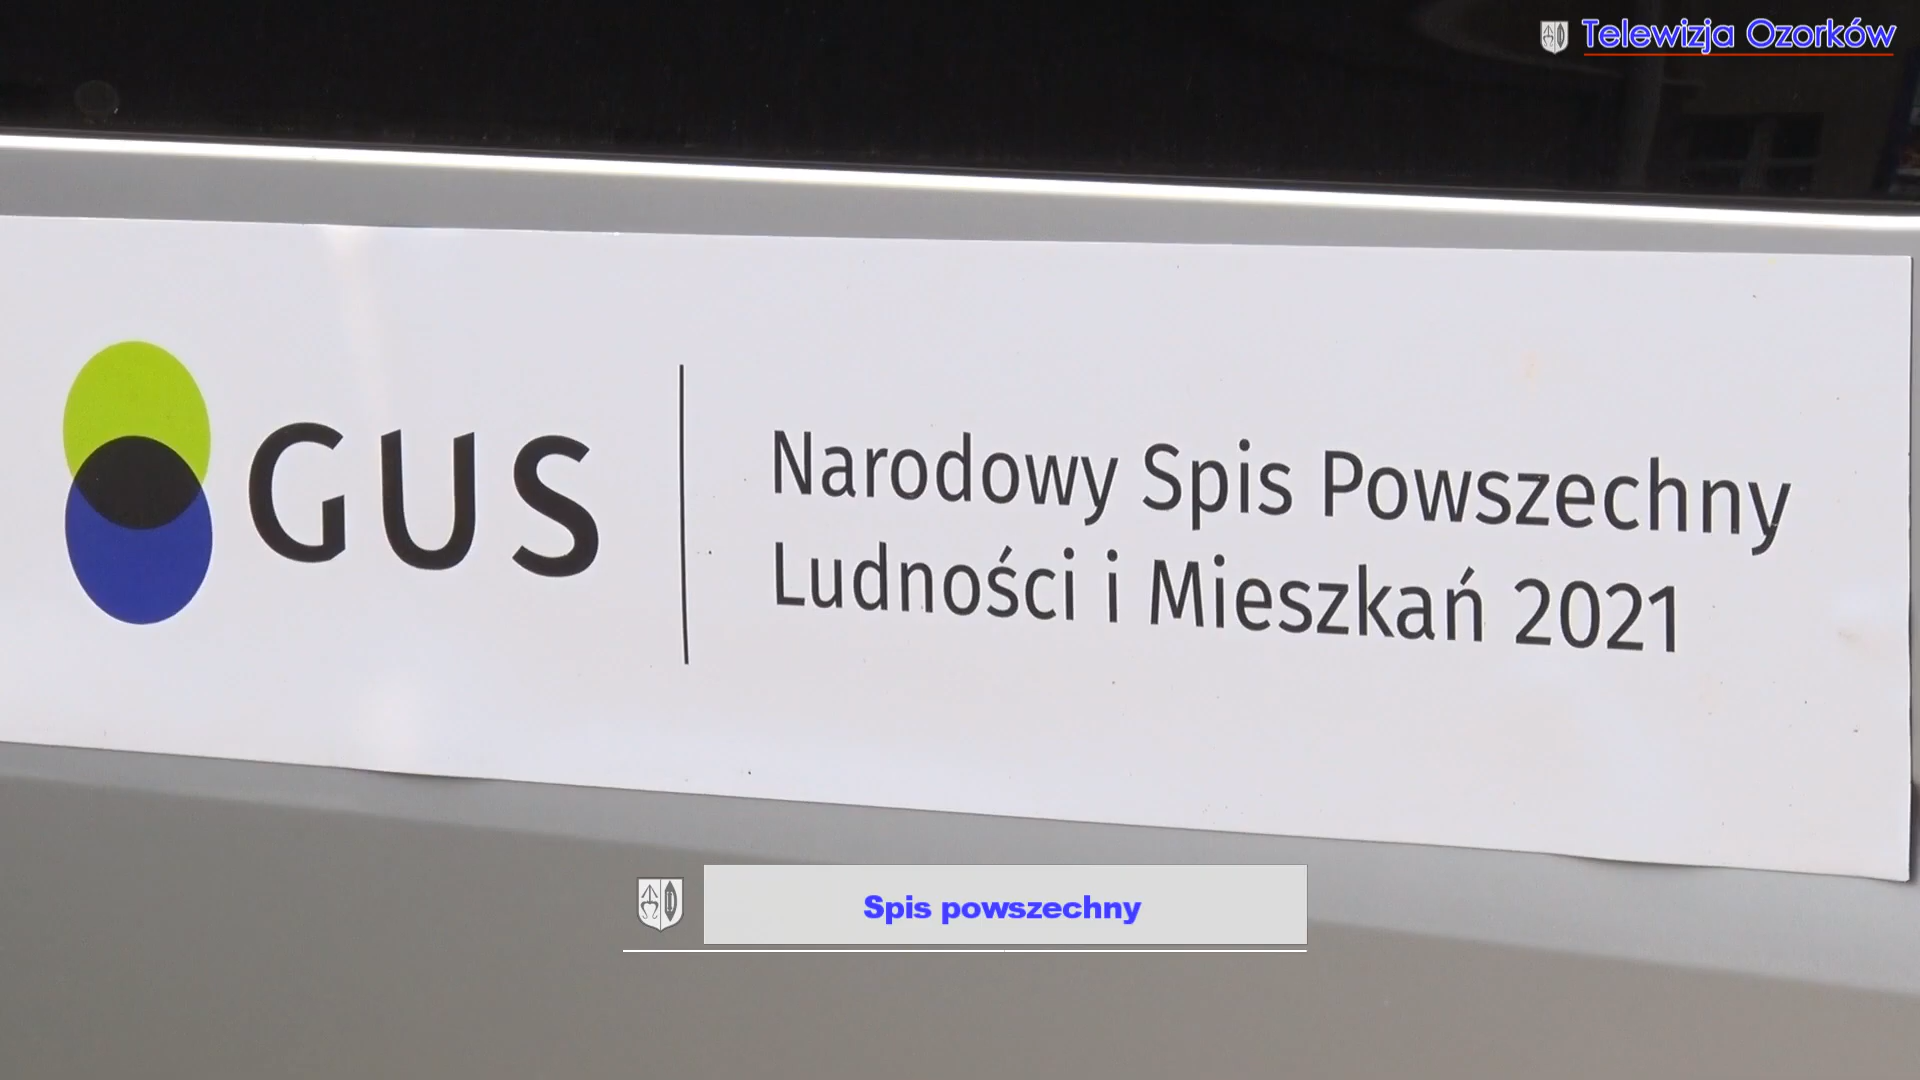 Telewizja Ozorków
GUS
Narodowy Spis Powszechny
Ludności i Mieszkań 2021
Spis powszechny